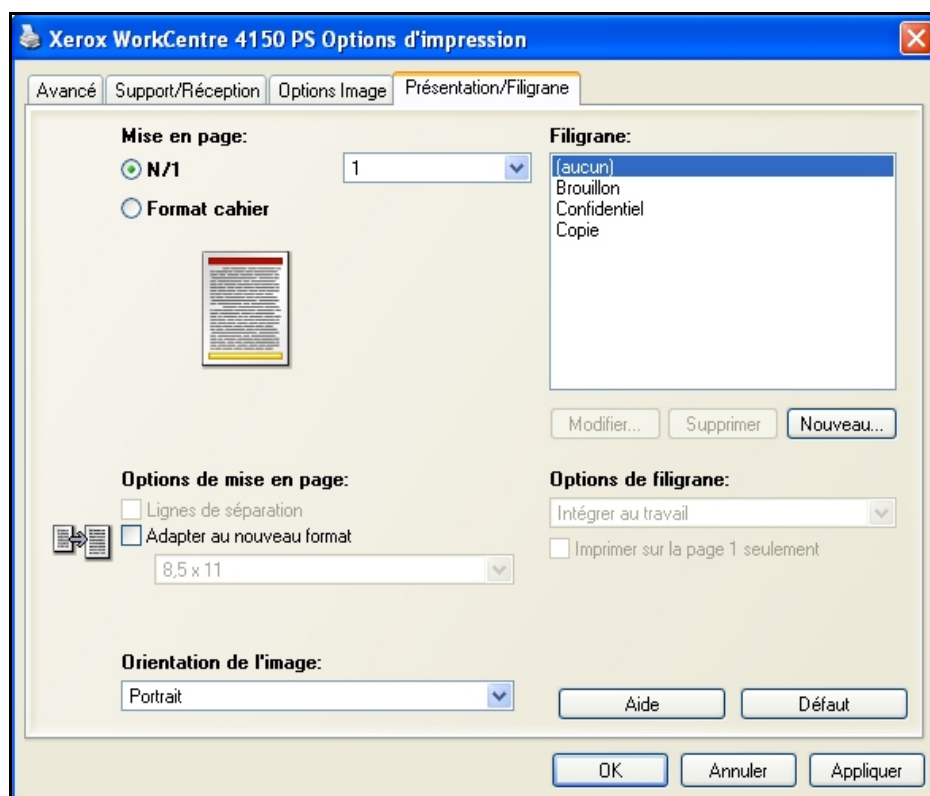 Xerox WorkCentre 4150 PS Options d'impression
Avancé Support/Réception Options Image Présentation/Filigrane
Mise en page:
N/1 1
Format cahier
Filigrane:
(aucun)
Brouillon
Confidentiel
Copie
Modifier... Supprimer Nouveau...
Options de mise en page:
Lignes de séparation
Adapter au nouveau format
8,5 x 11
Options de filigrane:
Intégrer au travail
Imprimer sur la page 1 seulement
Orientation de l'image:
Portrait
Aide Défaut
OK Annuler Appliquer